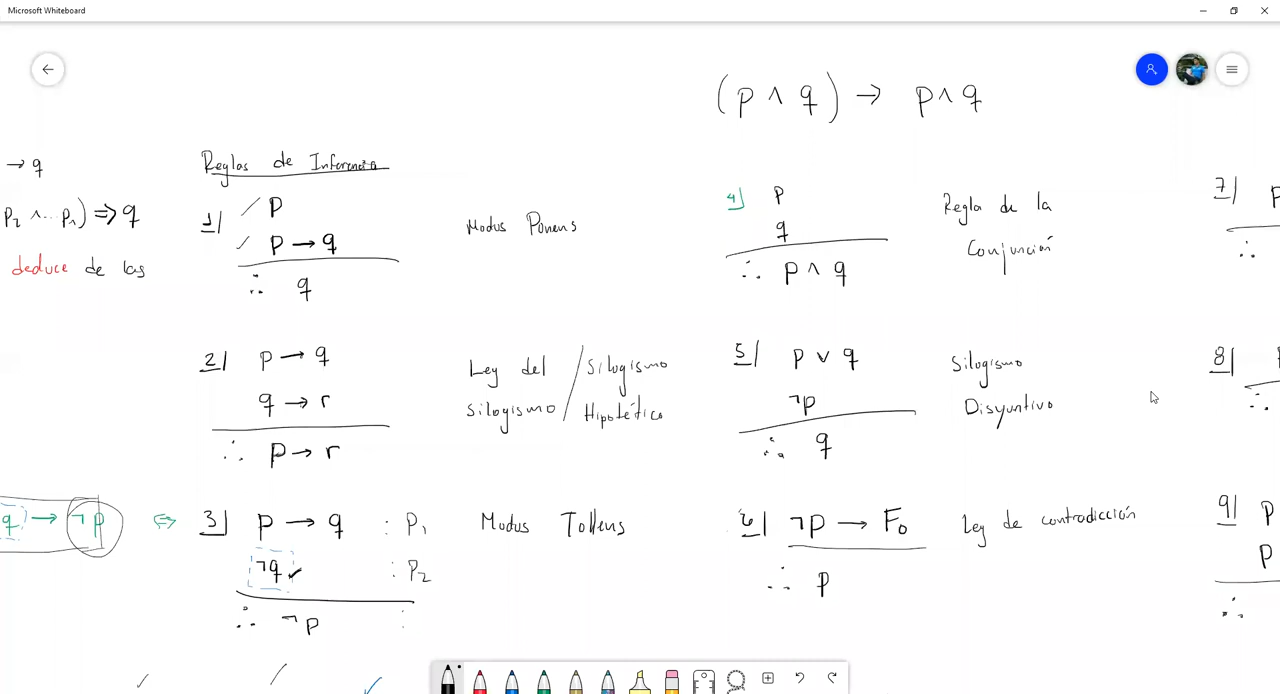 Microsoft Whiteboard
(p ∧ q) → p ∧ q
→ q
p₂ ∧ ... p₁) ⇒ q
deduce de las
Reglas de Inferencia
1) p
p → q
∴ q
Modus Ponens
2) p → q
q → r
∴ p → r
Ley del / Silogismo
Silogismo / Hipotético
q → ¬p ⇔
3) p → q : P₁
¬q : P₂
∴ ¬p :
Modus Tollens
4) p
q
∴ p ∧ q
Regla de la
Conjunción
5) p ∨ q
¬p
∴ q
Silogismo
Disyuntivo
6) ¬p → F₀
∴ p
Ley de contradicción
7)
∴
8)
∴
9) p
p
∴